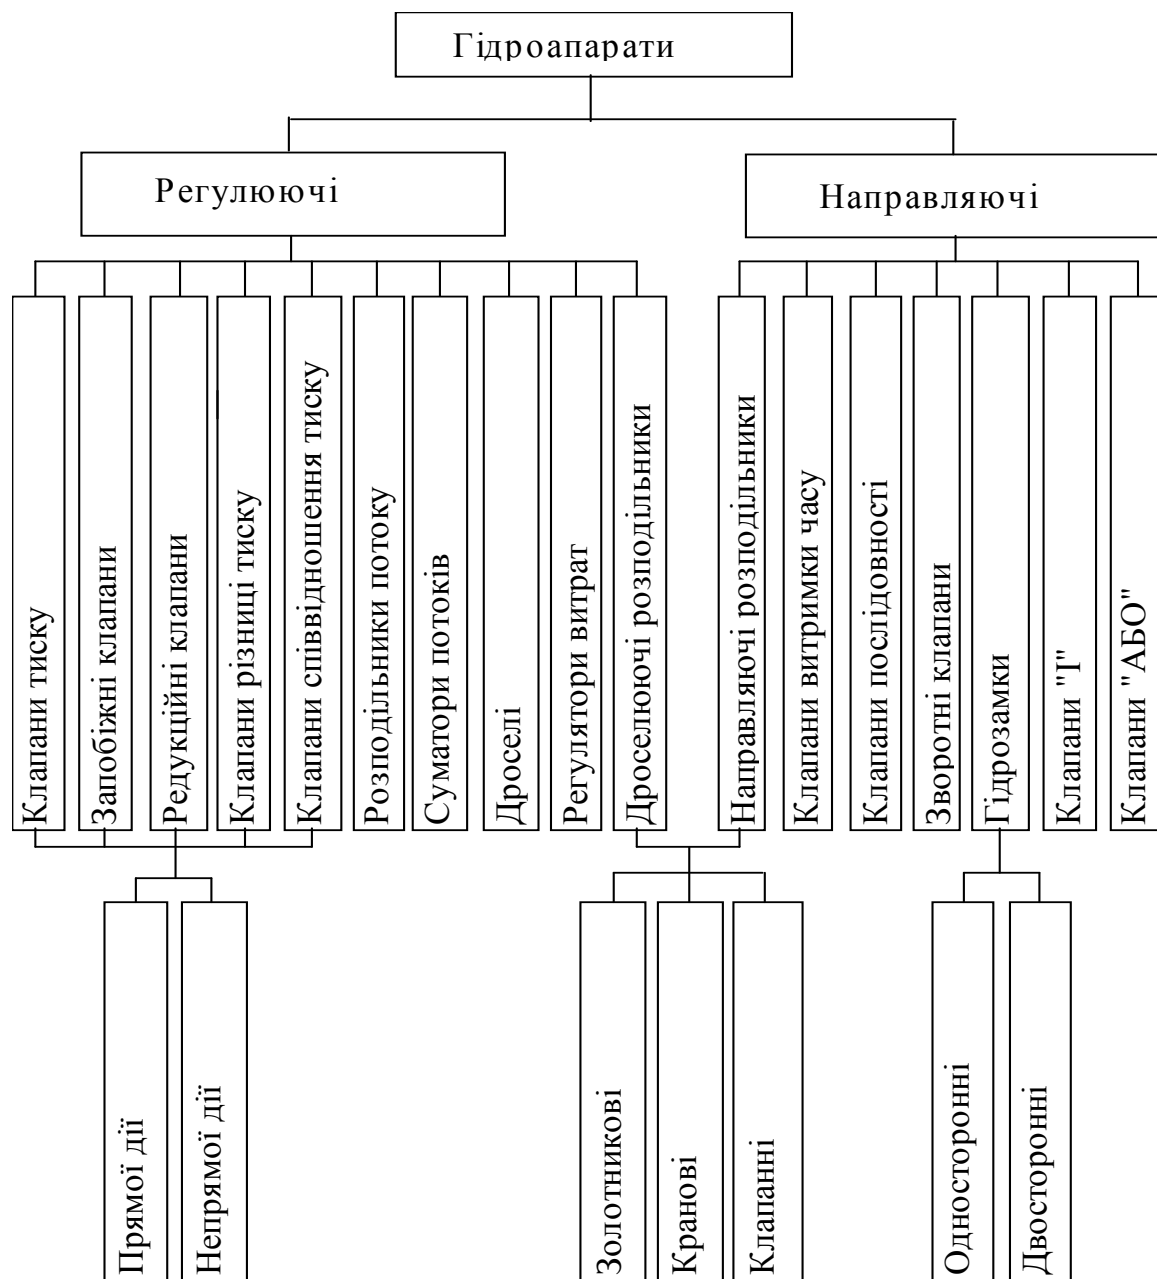 Гідроапарати
Регулюючі
Направляючі
Клапани тиску
Запобіжні клапани
Редукційні клапани
Клапани різниці тиску
Клапани співвідношення тиску
Розподільники потоку
Суматори потоків
Дроселі
Регулятори витрат
Дроселюючі розподільники
Направляючі розподільники
Клапани витримки часу
Клапани послідовності
Зворотні клапани
Гідрозамки
Клапани "І"
Клапани "АБО"
Прямої дії
Непрямої дії
Золотникові
Кранові
Клапанні
Односторонні
Двосторонні